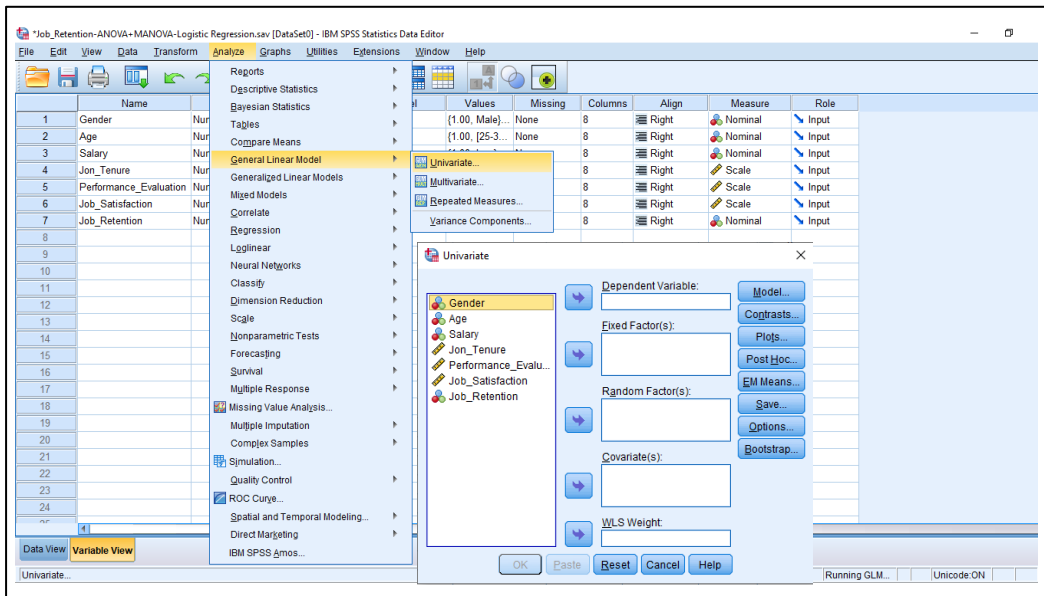 *Job_Retention-ANOVA+MANOVA-Logistic Regression.sav [DataSet0] - IBM SPSS Statistics Data Editor
File Edit View Data Transform Analyze Graphs Utilities Extensions Window Help
Name Values Missing Columns Align Measure Role
1 Gender Nur {1.00, Male}... None 8 Right Nominal Input
2 Age Nur {1.00, [25-3... None 8 Right Nominal Input
3 Salary Nur 8 Right Nominal Input
4 Jon_Tenure Nur 8 Right Scale Input
5 Performance_Evaluation Nur 8 Right Scale Input
6 Job_Satisfaction Nur 8 Right Scale Input
7 Job_Retention Nur 8 Right Nominal Input
8
9
10
11
12
13
14
15
16
17
18
19
20
21
22
23
24
Reports
Descriptive Statistics
Bayesian Statistics
Tables
Compare Means
General Linear Model
Generalized Linear Models
Mixed Models
Correlate
Regression
Loglinear
Neural Networks
Classify
Dimension Reduction
Scale
Nonparametric Tests
Forecasting
Survival
Multiple Response
Missing Value Analysis...
Multiple Imputation
Complex Samples
Simulation...
Quality Control
ROC Curve...
Spatial and Temporal Modeling...
Direct Marketing
IBM SPSS Amos...
Univariate...
Multivariate...
Repeated Measures...
Variance Components...
Univariate
Gender
Age
Salary
Jon_Tenure
Performance_Evalu...
Job_Satisfaction
Job_Retention
Dependent Variable:
Fixed Factor(s):
Random Factor(s):
Covariate(s):
WLS Weight:
Model...
Contrasts...
Plots...
Post Hoc...
EM Means...
Save...
Options...
Bootstrap...
OK Paste Reset Cancel Help
Data View Variable View
Univariate... Running GLM... Unicode:ON